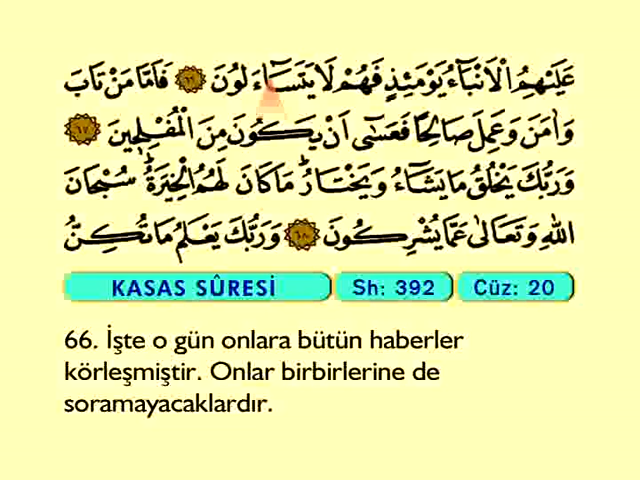 عَلَيْهِمُ الْاَنْبَٓاءُ يَوْمَئِذٍ فَهُمْ لَا يَتَسَٓاءَلُونَ ﴿٦٦﴾ فَاَمَّا مَنْ تَابَ
وَاٰمَنَ وَعَمِلَ صَالِحًا فَعَسٰٓى اَنْ يَكُونَ مِنَ الْمُفْلِحٖينَ ﴿٦٧﴾
وَرَبُّكَ يَخْلُقُ مَا يَشَٓاءُ وَيَخْتَارُۜ مَا كَانَ لَهُمُ الْخِيَرَةُۜ سُبْحَانَ
اللّٰهِ وَتَعَالٰى عَمَّا يُشْرِكُونَ ﴿٦٨﴾ وَرَبُّكَ يَعْلَمُ مَا تُكِنُّ
KASAS SÛRESİ Sh: 392 Cüz: 20
66. İşte o gün onlara bütün haberler
körleşmiştir. Onlar birbirlerine de
soramayacaklardır.